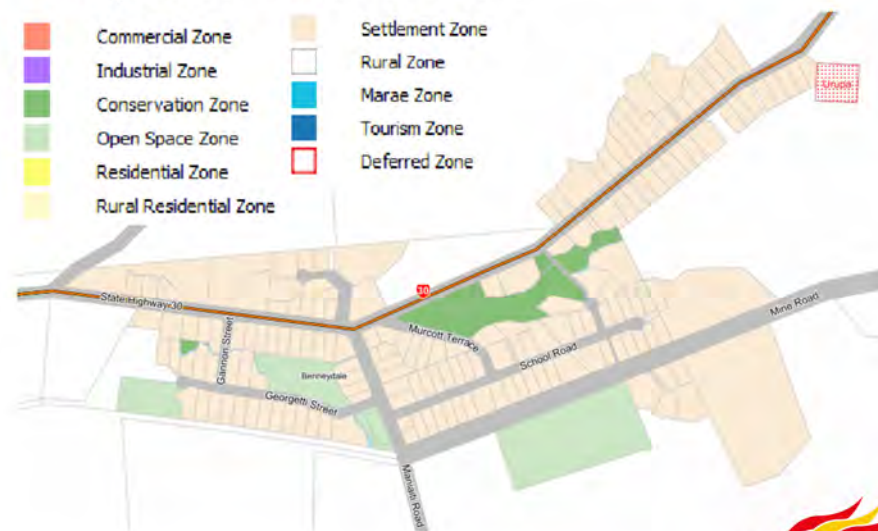 Commercial Zone
Industrial Zone
Conservation Zone
Open Space Zone
Residential Zone
Rural Residential Zone
Settlement Zone
Rural Zone
Marae Zone
Tourism Zone
Deferred Zone
Urupa
30
State Highway 30
Gannon Street
Murcott Terrace
Mine Road
School Road
Benneydale
Georgetti Street
Maniaiti Road